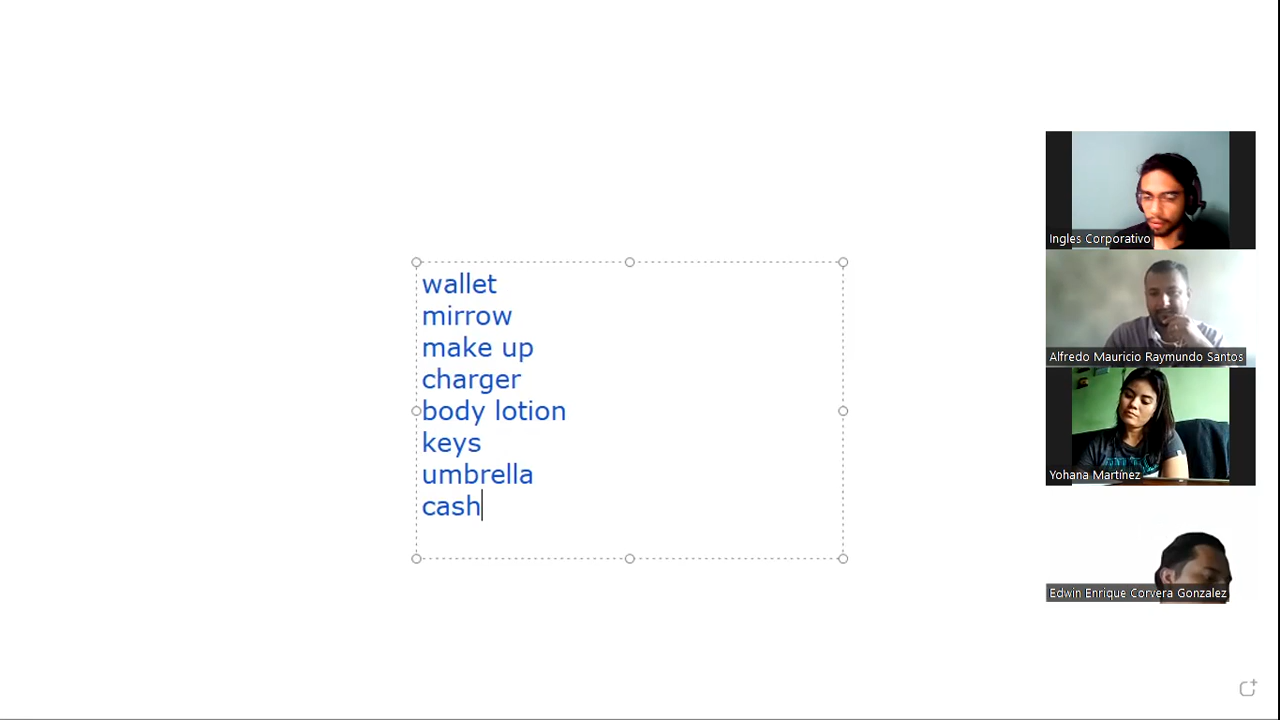 wallet
mirrow
make up
charger
body lotion
keys
umbrella
cash
Ingles Corporativo
Alfredo Mauricio Raymundo Santos
Yohana Martínez
Edwin Enrique Corvera Gonzalez